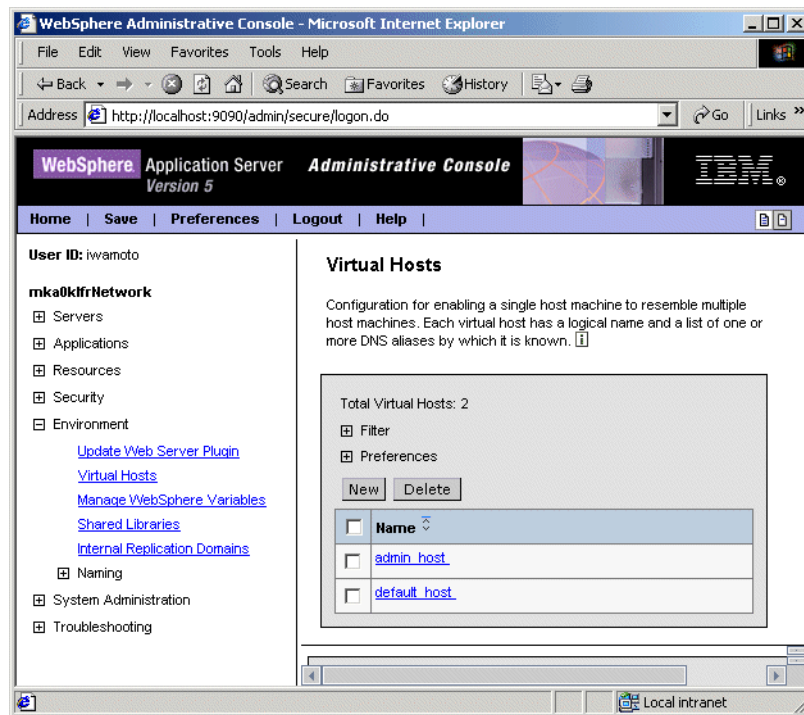 WebSphere Administrative Console - Microsoft Internet Explorer
File Edit View Favorites Tools Help
Back Search Favorites History
Address http://localhost:9090/admin/secure/logon.do Go Links »
WebSphere Application Server Administrative Console IBM®
Version 5
Home | Save | Preferences | Logout | Help |
User ID: iwamoto
mka0klfrNetwork
Servers
Applications
Resources
Security
Environment
Update Web Server Plugin
Virtual Hosts
Manage WebSphere Variables
Shared Libraries
Internal Replication Domains
Naming
System Administration
Troubleshooting
Virtual Hosts
Configuration for enabling a single host machine to resemble multiple
host machines. Each virtual host has a logical name and a list of one or
more DNS aliases by which it is known. i
Total Virtual Hosts: 2
Filter
Preferences
New Delete
Name
admin_host
default_host
Local intranet